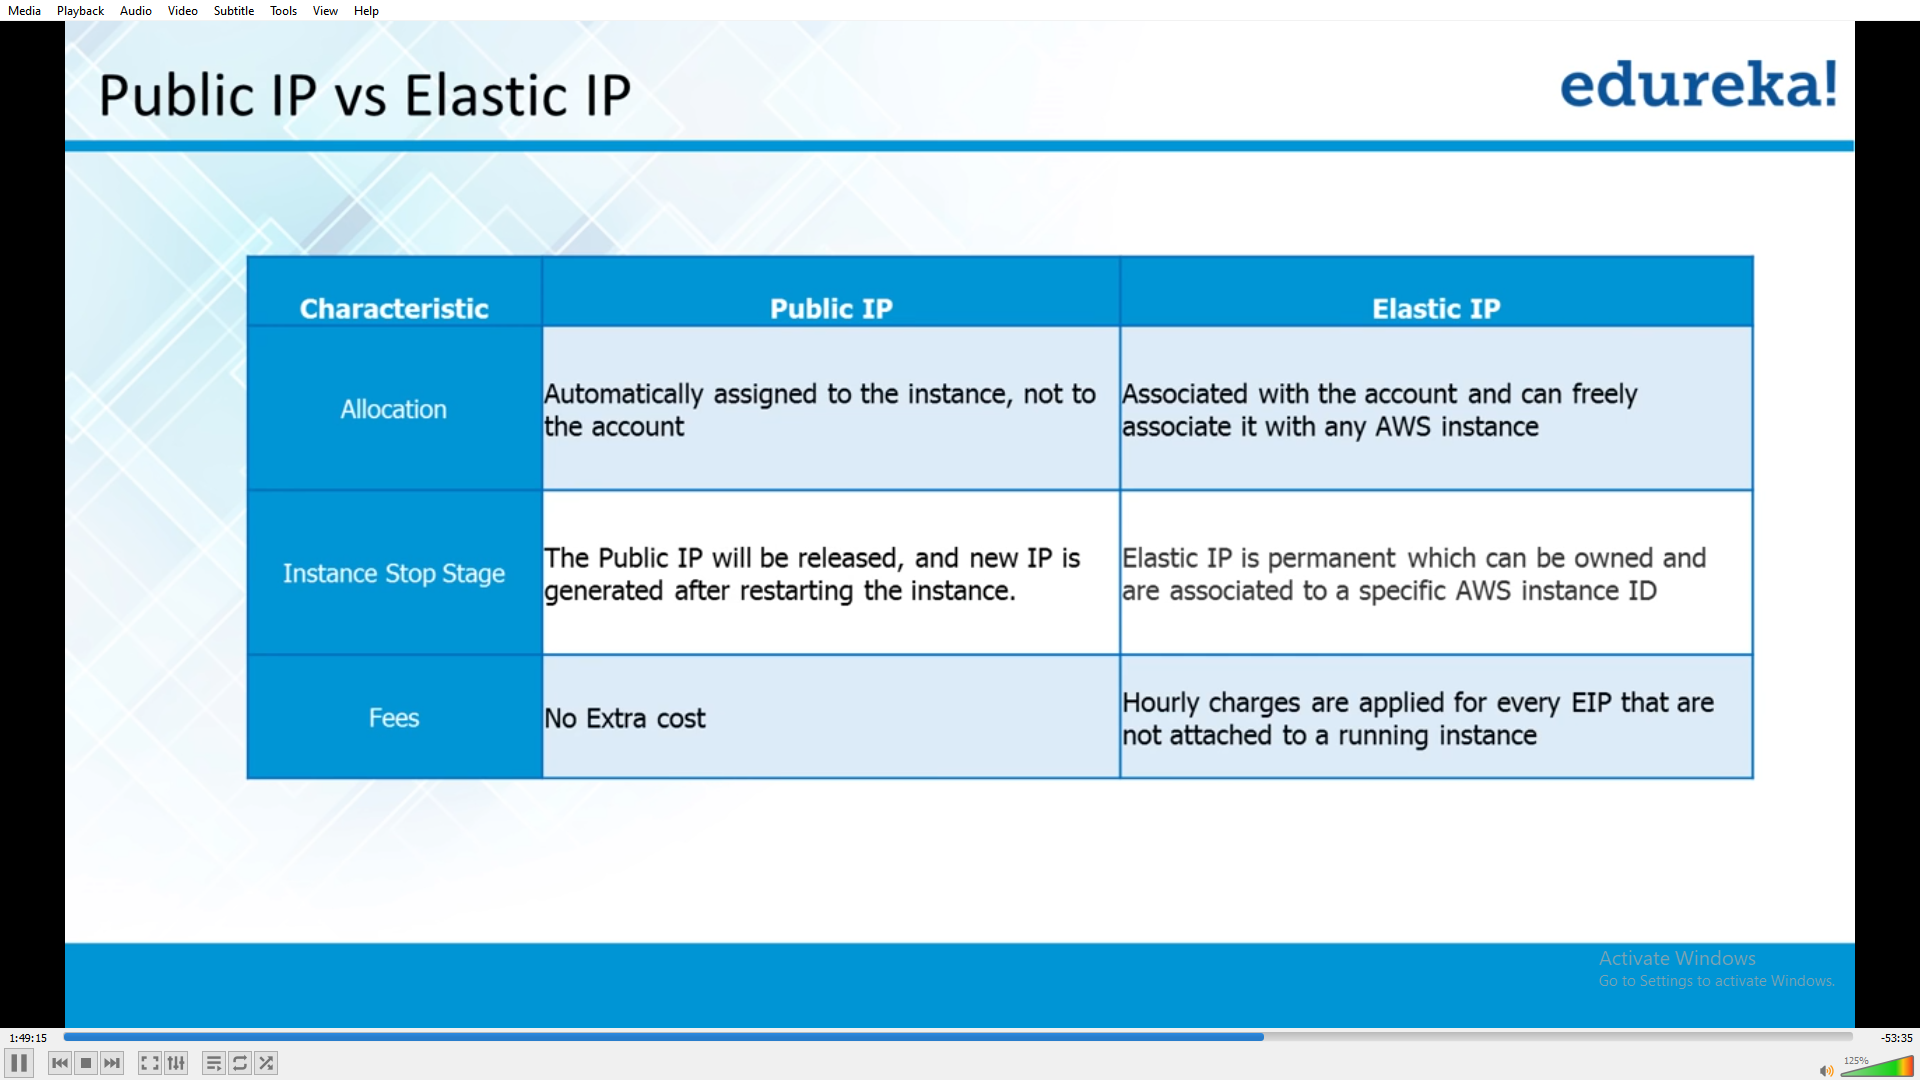 Media Playback Audio Video Subtitle Tools View Help
Public IP vs Elastic IP
edureka!
Characteristic Public IP Elastic IP
Allocation
Automatically assigned to the instance, not to
the account
Associated with the account and can freely
associate it with any AWS instance
Instance Stop Stage
The Public IP will be released, and new IP is
generated after restarting the instance.
Elastic IP is permanent which can be owned and
are associated to a specific AWS instance ID
Fees
No Extra cost
Hourly charges are applied for every EIP that are
not attached to a running instance
Activate Windows
Go to Settings to activate Windows.
1:49:15
-53:35
125%